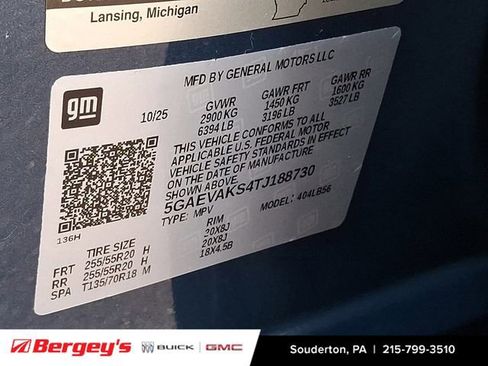 Lansing, Michigan
MFD BY GENERAL MOTORS LLC
gm
10/25
GVWR GAWR FRT GAWR RR
2900 KG 1450 KG 1600 KG
6394 LB 3196 LB 3527 LB
THIS VEHICLE CONFORMS TO ALL
APPLICABLE U.S. FEDERAL MOTOR
VEHICLE SAFETY STANDARDS IN EFFECT
ON THE DATE OF MANUFACTURE SHOWN ABOVE.
5GAEVAKS4TJ188730
TYPE: MPV MODEL: 404LB56
136H
TIRE SIZE RIM
FRT 255/55R20 H 20X8J
RR 255/55R20 H 20X8J
SPA T135/70R18 M 18X4.5B
Bergey's BUICK GMC
Souderton, PA | 215-799-3510